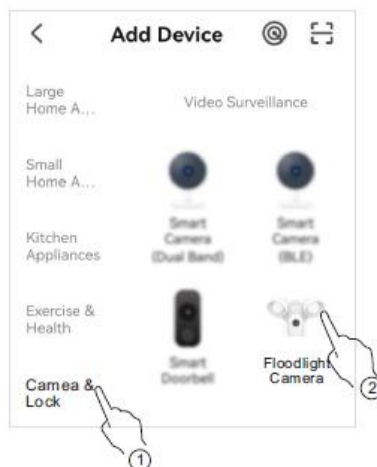 Add Device
Large
Home A...
Video Surveillance
Small
Home A...
Smart
Camera
(Dual Band)
Smart
Camera
(BLE)
Kitchen
Appliances
Exercise &
Health
Smart
Doorbell
Floodlight
Camera
Camea &
Lock
1
2